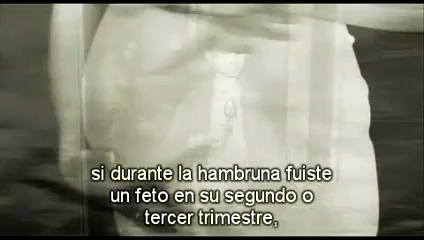 si durante la hambruna fuiste
un feto en su segundo o
tercer trimestre,